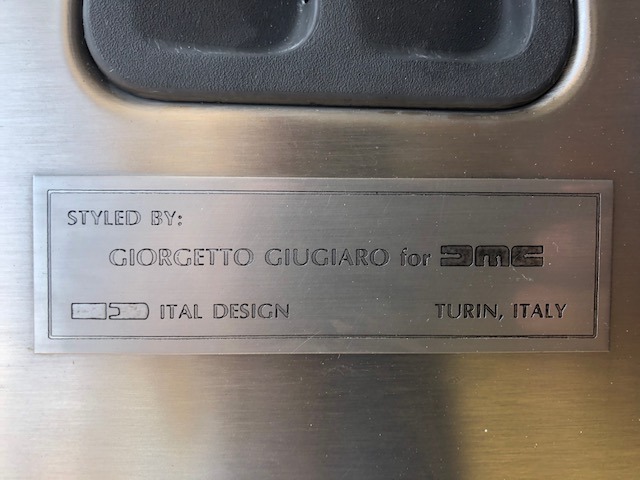 STYLED BY:
GIORGETTO GIUGIARO for DMC
ITAL DESIGN TURIN, ITALY